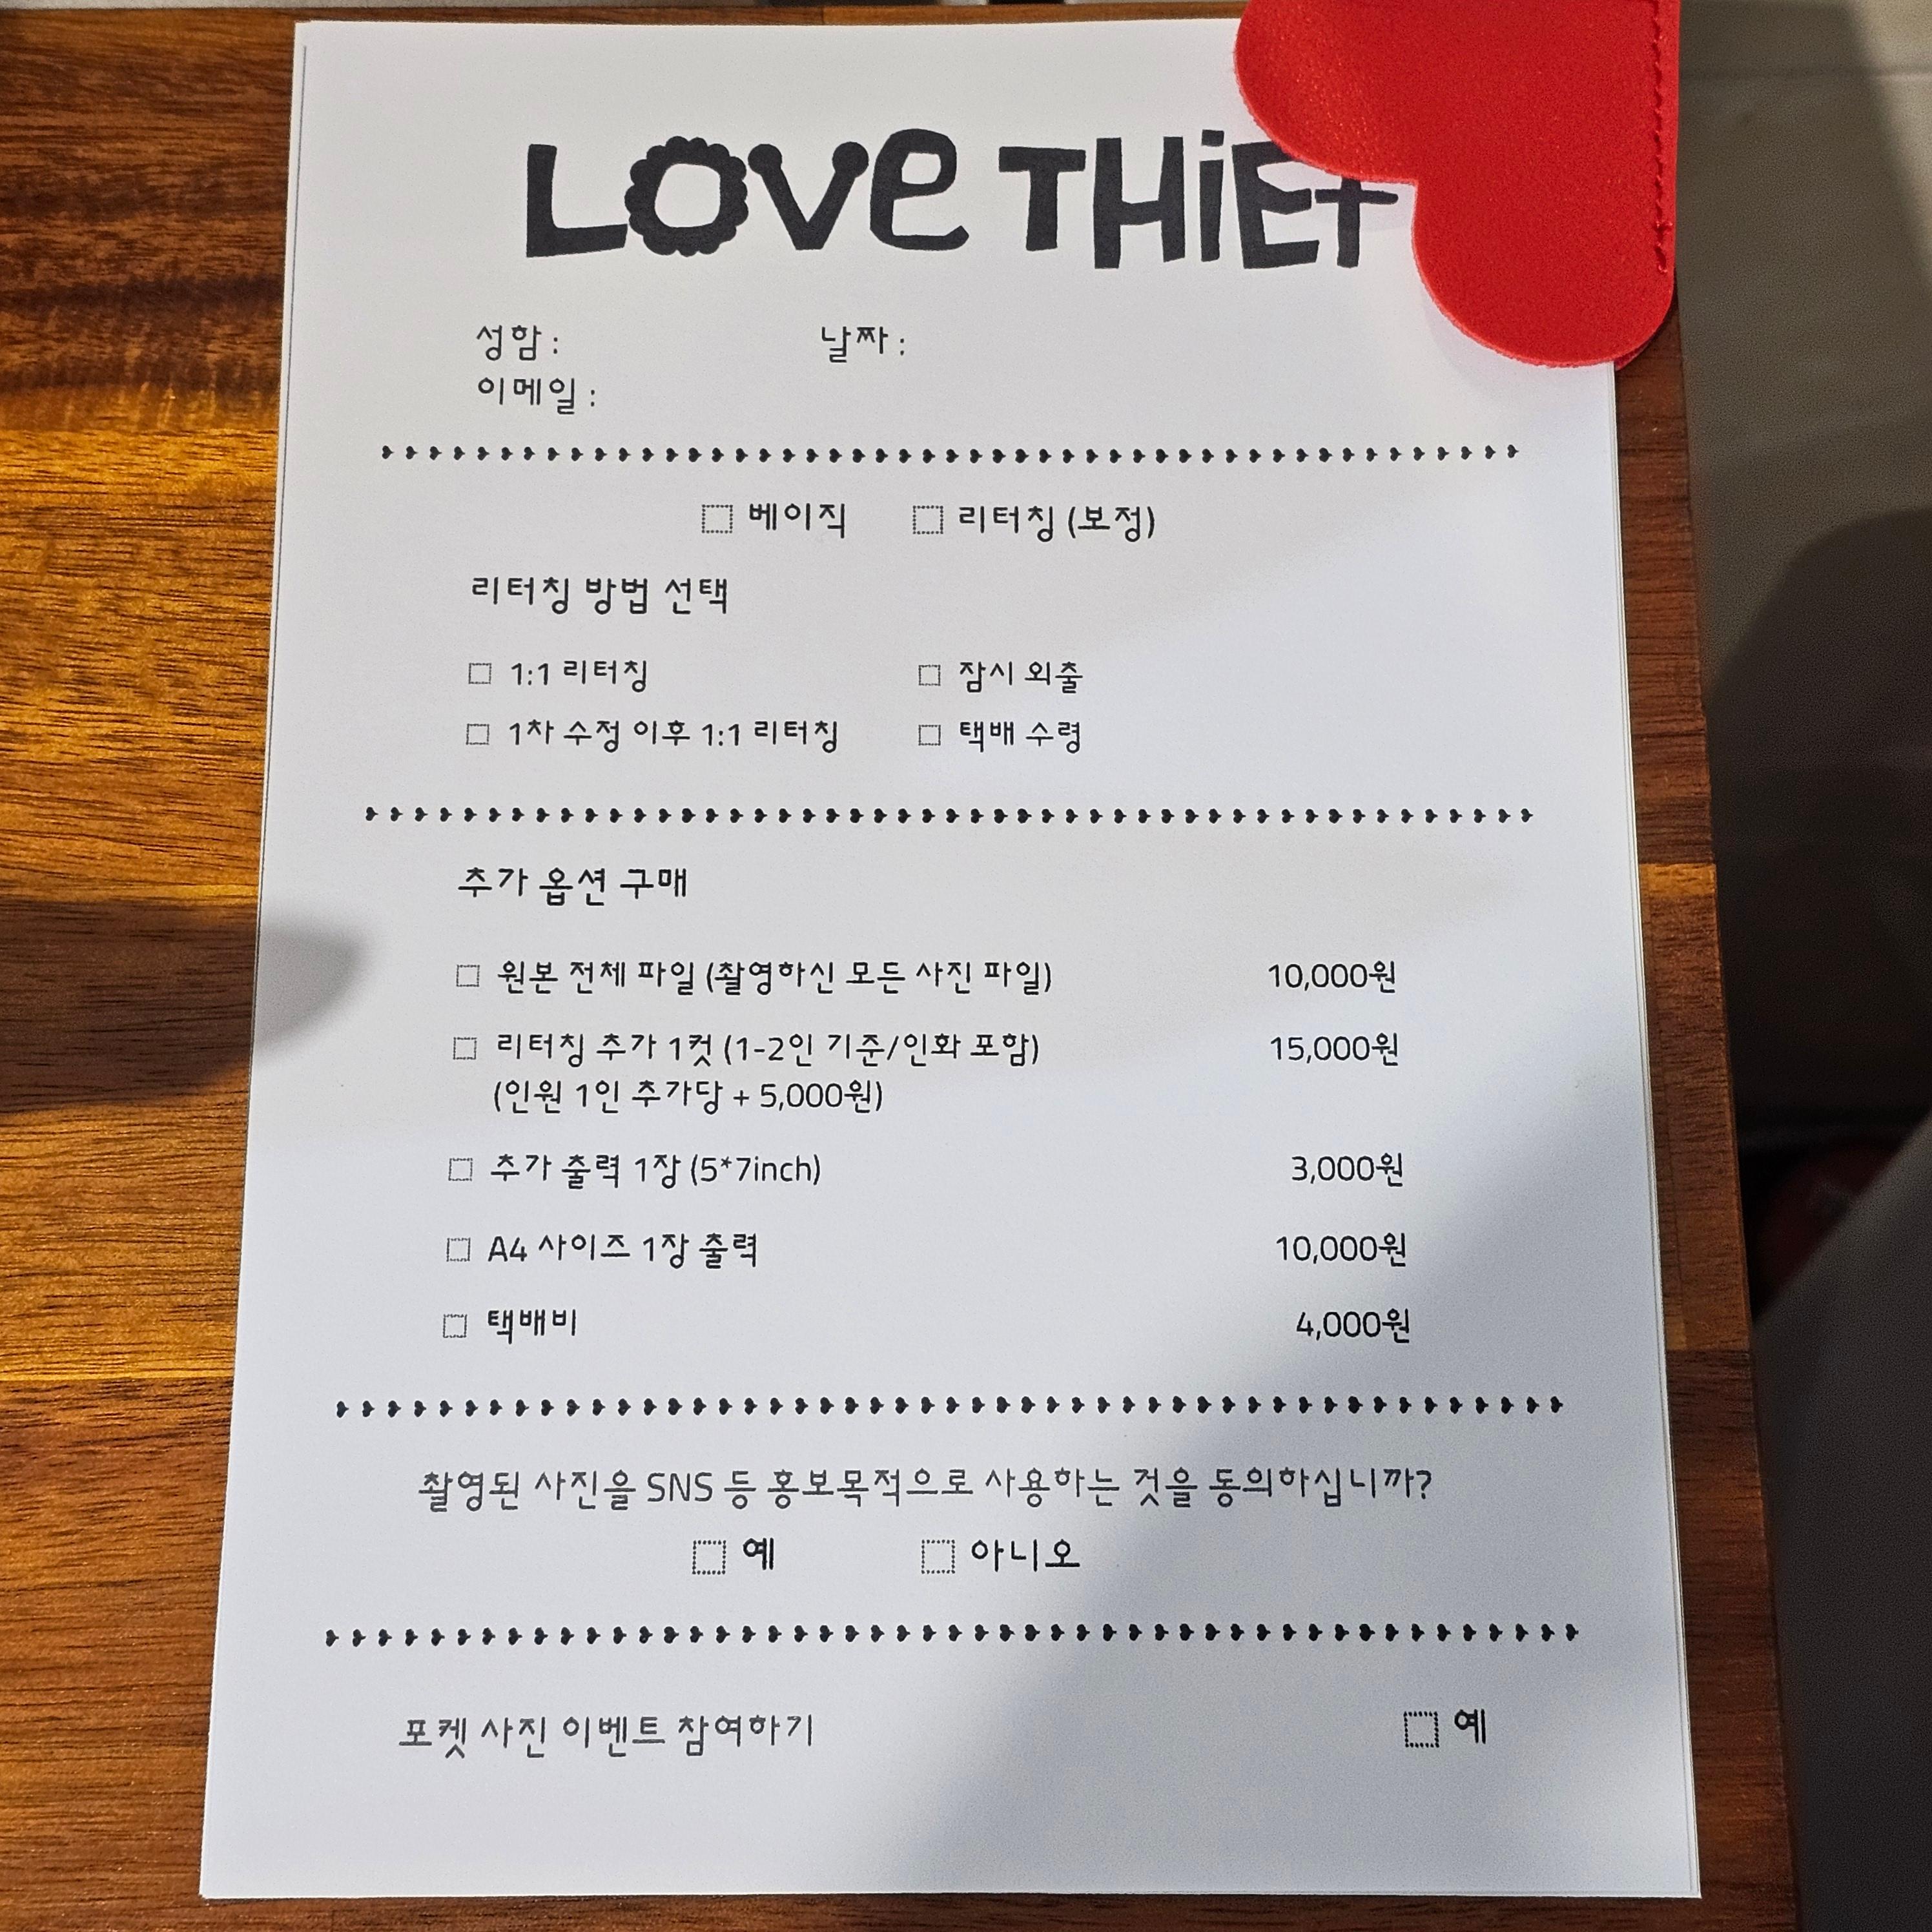 LOVE THIEF
성함 : 날짜 :
이메일 :
베이직 리터칭 (보정)
리터칭 방법 선택
1:1 리터칭 잠시 외출
1차 수정 이후 1:1 리터칭 택배 수령
추가 옵션 구매
원본 전체 파일 (촬영하신 모든 사진 파일) 10,000원
리터칭 추가 1컷 (1-2인 기준/인화 포함) 15,000원
(인원 1인 추가당 + 5,000원)
추가 출력 1장 (5*7inch) 3,000원
A4 사이즈 1장 출력 10,000원
택배비 4,000원
촬영된 사진을 SNS 등 홍보목적으로 사용하는 것을 동의하십니까?
예 아니오
포켓 사진 이벤트 참여하기 예